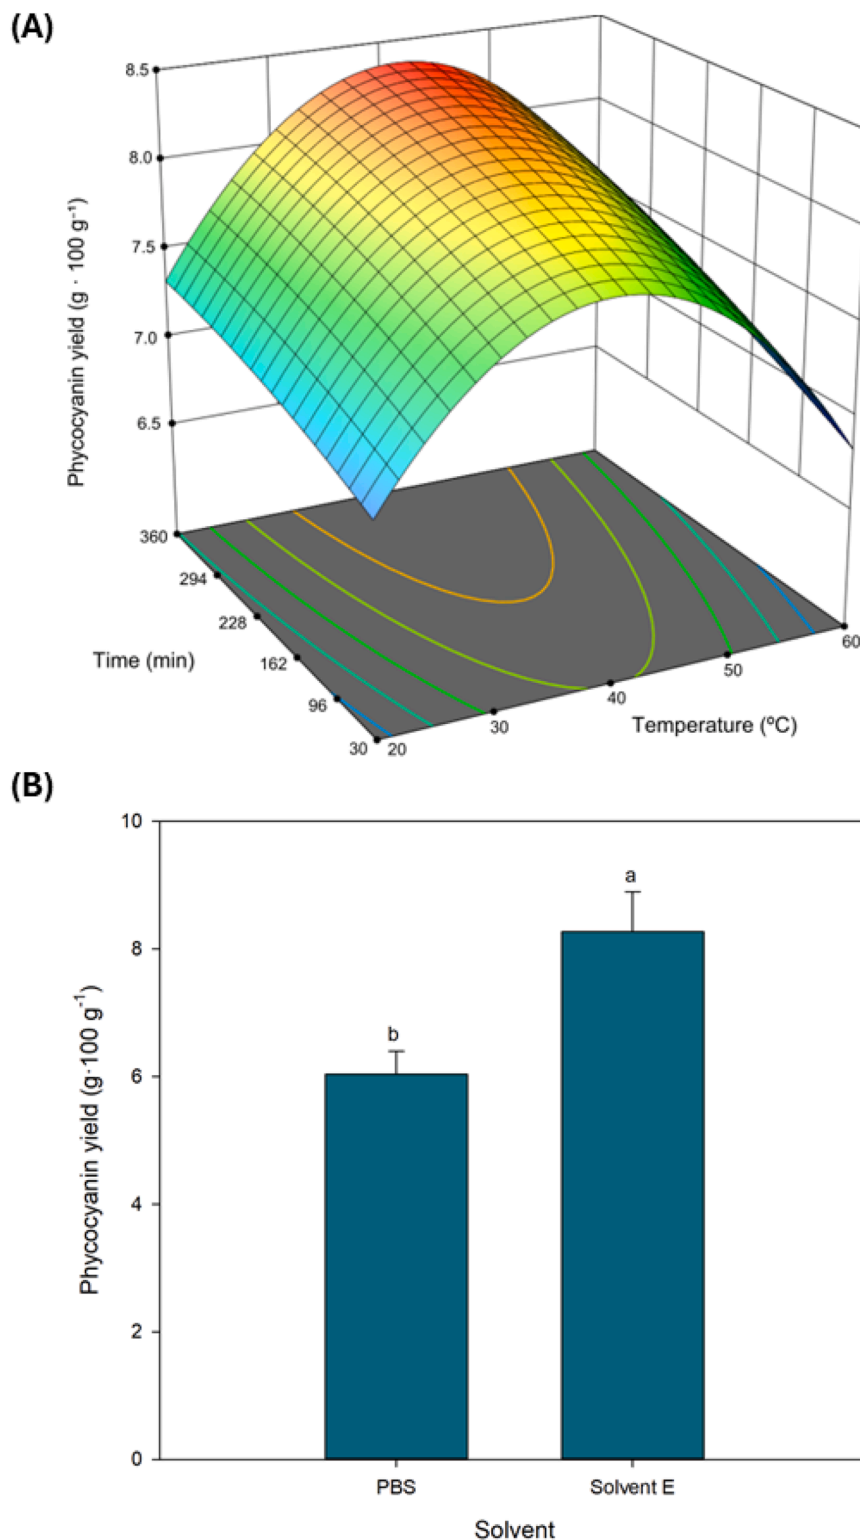 (A)
8.5
8.0
7.5
7.0
6.5
Phycocyanin yield (g · 100 g⁻¹)
360
294
228
162
96
30
Time (min)
20
30
40
50
60
Temperature (ºC)
(B)
10
8
6
4
2
0
Phycocyanin yield (g·100 g⁻¹)
b
a
PBS
Solvent E
Solvent